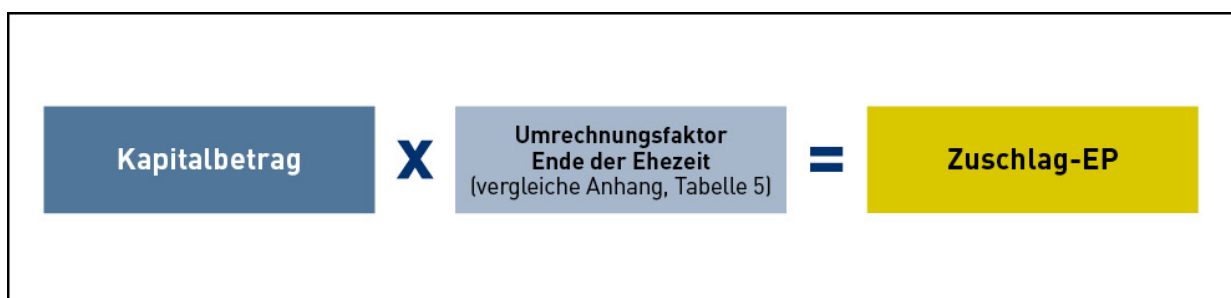 Kapitalbetrag
X
Umrechnungsfaktor
Ende der Ehezeit
(vergleiche Anhang, Tabelle 5)
=
Zuschlag-EP